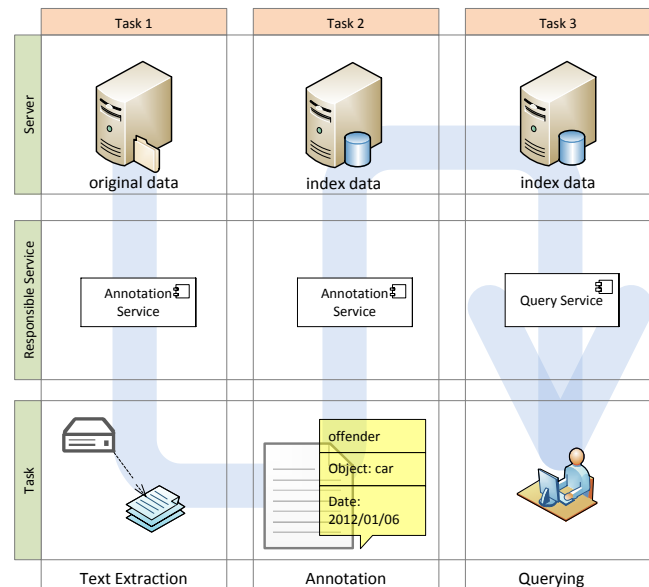 Task 1
Task 2
Task 3
Server
original data
index data
index data
Responsible Service
Annotation
Service
Annotation
Service
Query Service
Task
offender
Object: car
Date:
2012/01/06
Text Extraction
Annotation
Querying